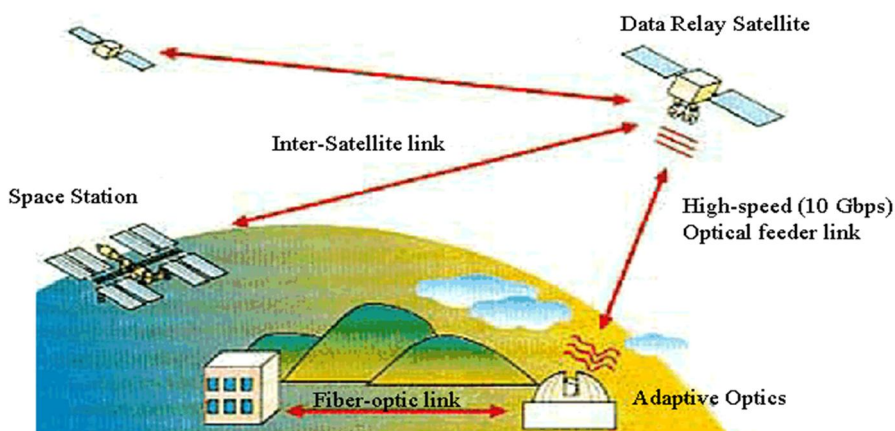 Data Relay Satellite
Inter-Satellite link
Space Station
High-speed (10 Gbps)
Optical feeder link
Fiber-optic link
Adaptive Optics